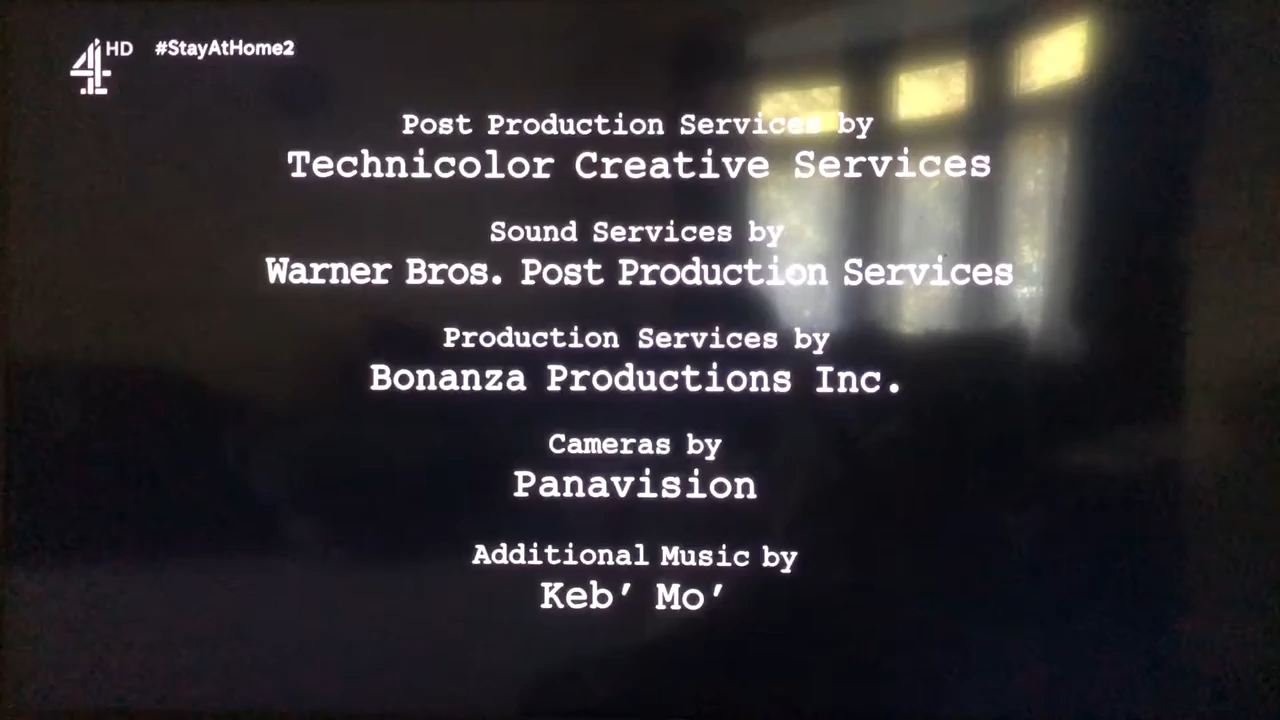 4 HD #StayAtHome2
Post Production Services by
Technicolor Creative Services
Sound Services by
Warner Bros. Post Production Services
Production Services by
Bonanza Productions Inc.
Cameras by
Panavision
Additional Music by
Keb' Mo'